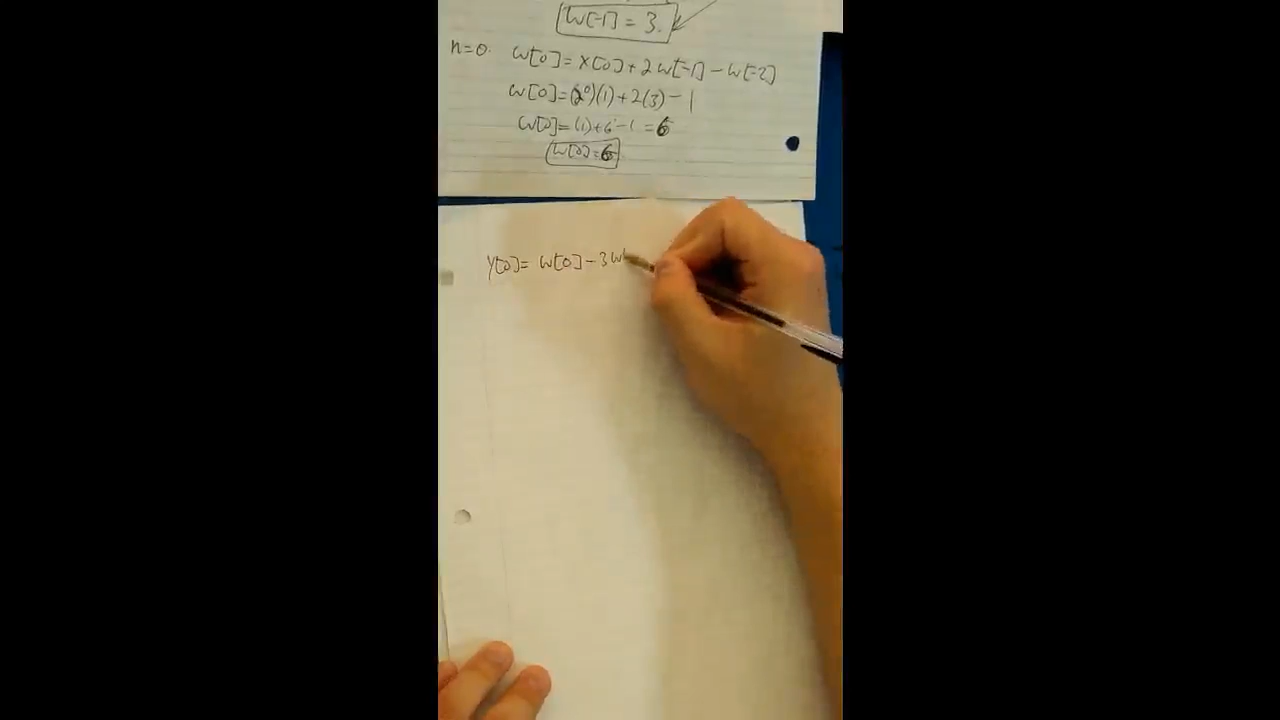 W[-1] = 3.
n=0. W[0] = X[0] + 2W[-1] - W[-2]
W[0] = (2⁰)(1) + 2(3) - 1
W[0] = (1) + 6 - 1 = 6
W[0] = 6
Y[0] = W[0] - 3W